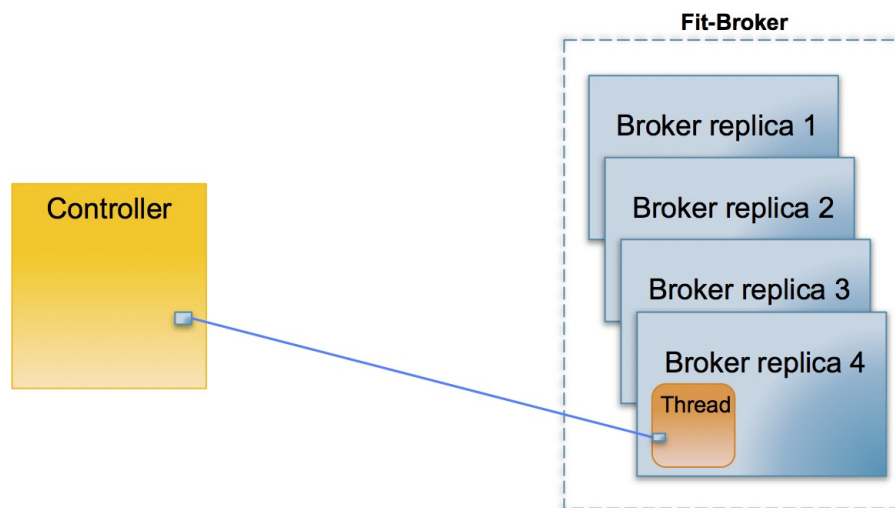 Fit-Broker
Broker replica 1
Broker replica 2
Broker replica 3
Broker replica 4
Thread
Controller